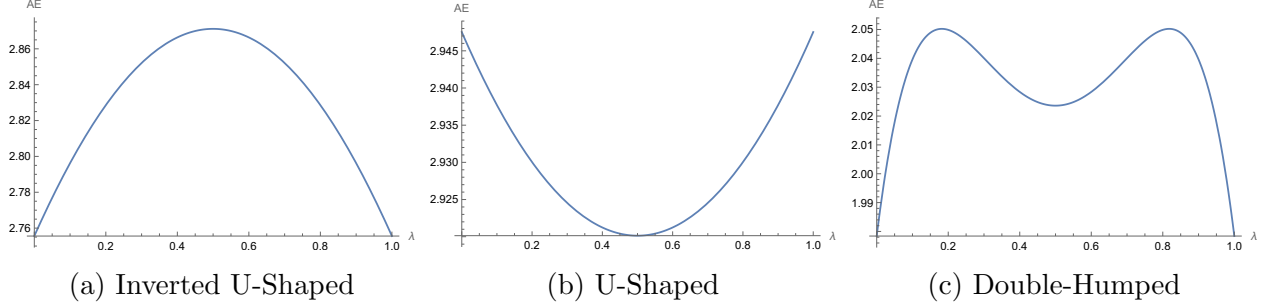 AE
2.86
2.84
2.82
2.80
2.78
2.76
0.2 0.4 0.6 0.8 1.0 λ
(a) Inverted U-Shaped
AE
2.945
2.940
2.935
2.930
2.925
0.2 0.4 0.6 0.8 1.0 λ
(b) U-Shaped
AE
2.05
2.04
2.03
2.02
2.01
2.00
1.99
0.2 0.4 0.6 0.8 1.0 λ
(c) Double-Humped